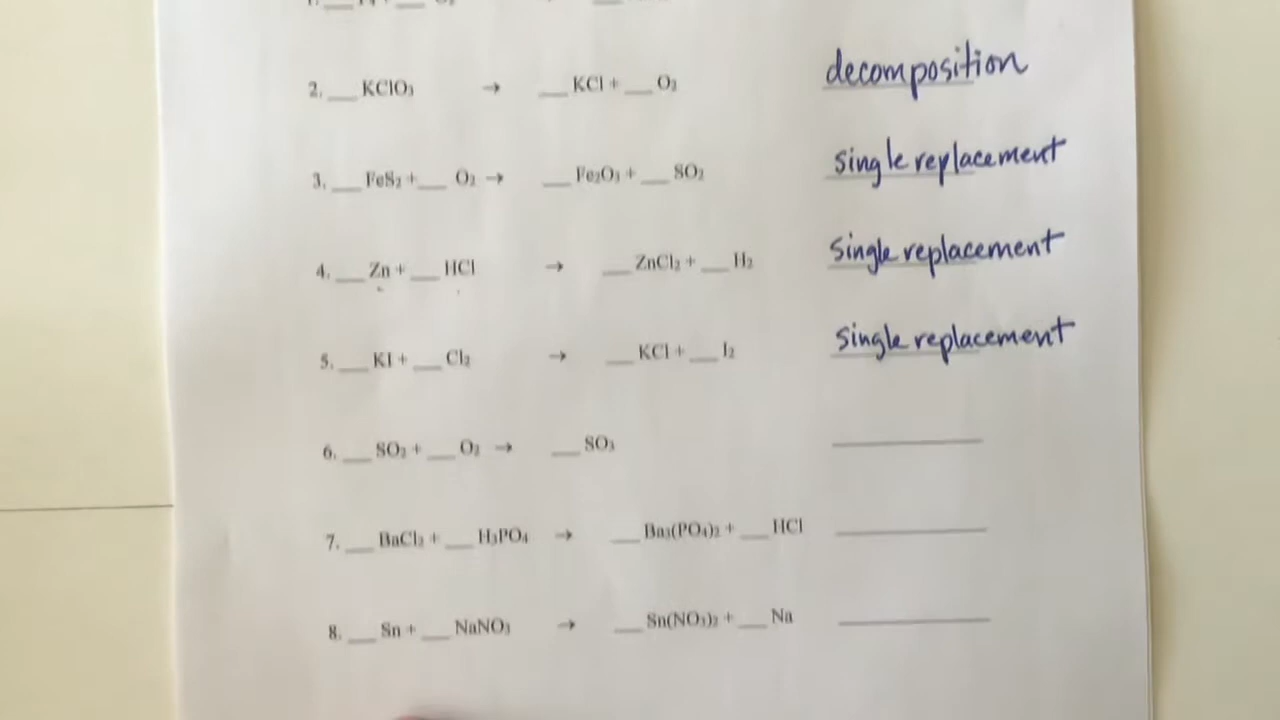 2. ___ KClO₃ → ___ KCl + ___ O₂ decomposition
3. ___ FeS₂ + ___ O₂ → ___ Fe₂O₃ + ___ SO₂ single replacement
4. ___ Zn + ___ HCl → ___ ZnCl₂ + ___ H₂ single replacement
5. ___ KI + ___ Cl₂ → ___ KCl + ___ I₂ single replacement
6. ___ SO₂ + ___ O₂ → ___ SO₃ ___
7. ___ BaCl₂ + ___ H₃PO₄ → ___ Ba₃(PO₄)₂ + ___ HCl ___
8. ___ Sn + ___ NaNO₃ → ___ Sn(NO₃)₂ + ___ Na ___